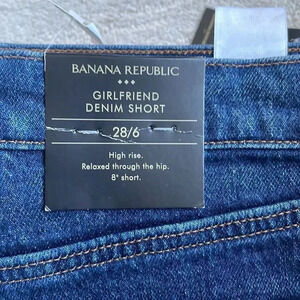 BANANA REPUBLIC
GIRLFRIEND
DENIM SHORT
28/6
High rise.
Relaxed through the hip.
8" short.